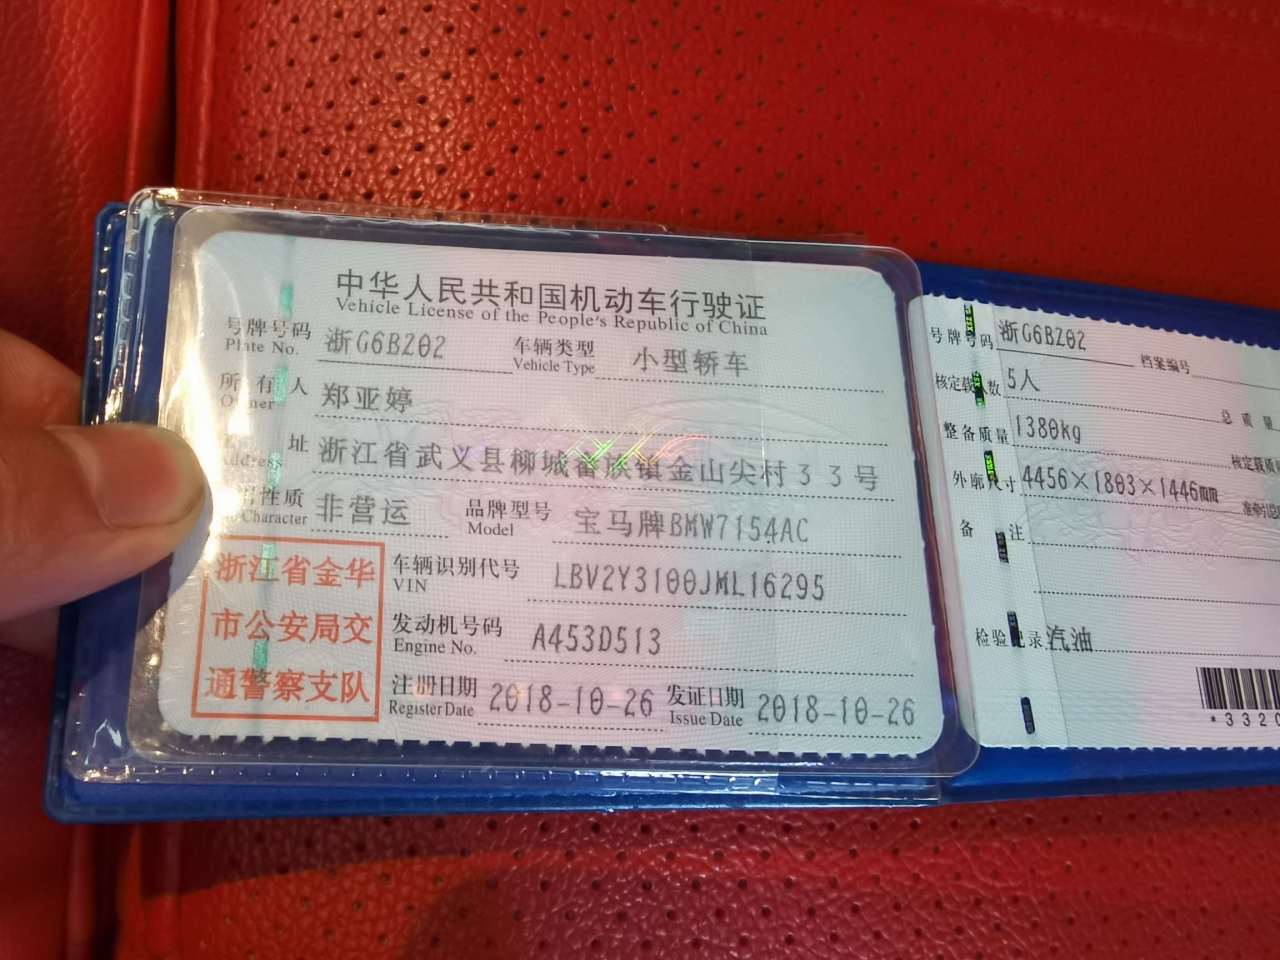 中华人民共和国机动车行驶证
Vehicle License of the People's Republic of China
号牌号码 浙G6BZ02 车辆类型 小型轿车
Plate No. Vehicle Type
所有人 郑亚婷
Owner
址 浙江省武义县柳城畲族镇金山尖村33号
Address
用性质 非营运 品牌型号 宝马牌BMW7154AC
Character Model
浙江省金华
市公安局交
通警察支队
车辆识别代号 LBV2Y3100JML16295
VIN
发动机号码 A453D513
Engine No.
注册日期 2018-10-26 发证日期 2018-10-26
Register Date Issue Date
号牌号码 浙G6BZ02 档案编号
核定载人数 5人 总质量
整备质量 1380kg 核定载质
外廓尺寸 4456×1803×1446mm 准牵引总
备注
检验记录 汽油
*3320